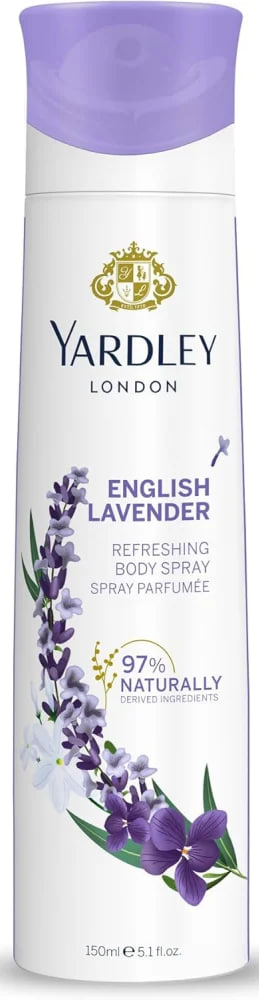 YARDLEY
LONDON
ENGLISH
LAVENDER
REFRESHING
BODY SPRAY
SPRAY PARFUMÉE
97%
NATURALLY
DERIVED INGREDIENTS
150ml ℮ 5.1 fl.oz.